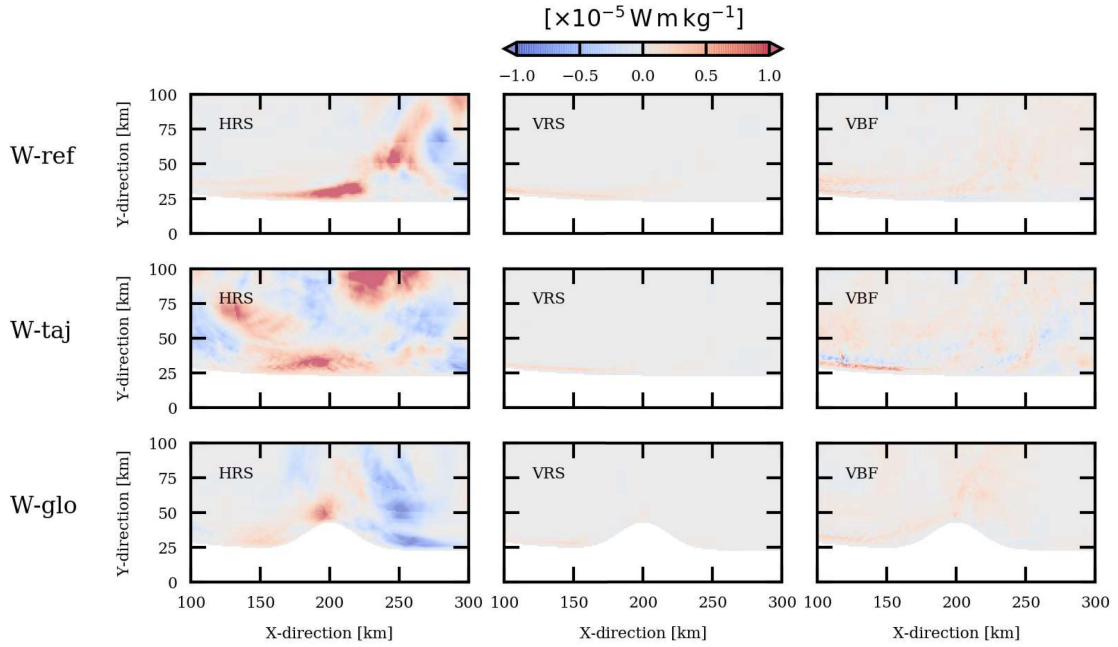 [×10⁻⁵ W m kg⁻¹]
−1.0 −0.5 0.0 0.5 1.0
W-ref
Y-direction [km]
100
75
50
25
0
HRS
VRS
VBF
W-taj
Y-direction [km]
100
75
50
25
0
HRS
VRS
VBF
W-glo
Y-direction [km]
100
75
50
25
0
HRS
VRS
VBF
100 150 200 250 300
100 150 200 250 300
100 150 200 250 300
X-direction [km]
X-direction [km]
X-direction [km]